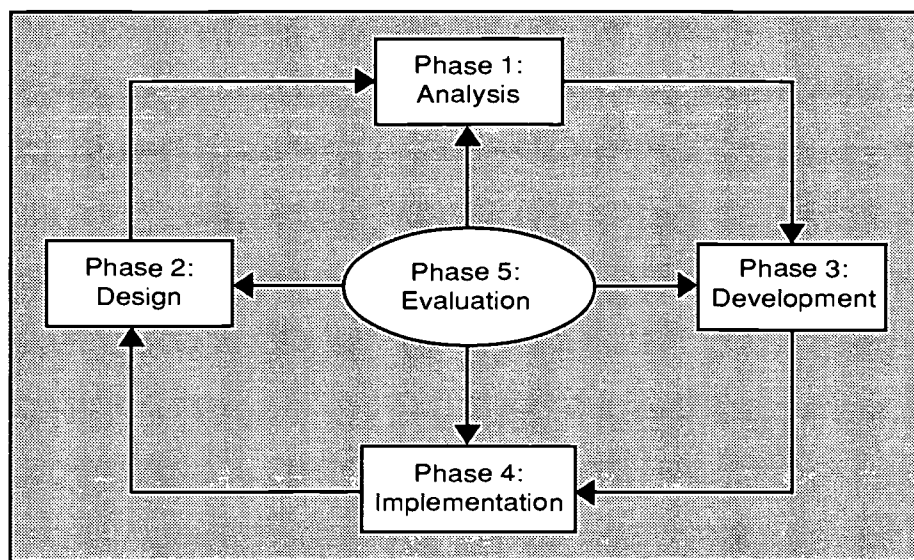 Phase 1:
Analysis
Phase 2:
Design
Phase 5:
Evaluation
Phase 3:
Development
Phase 4:
Implementation